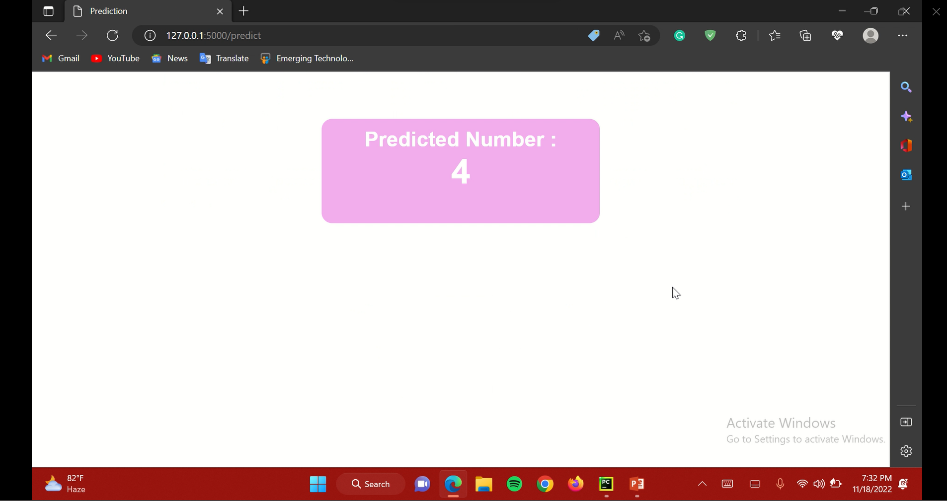 Prediction
127.0.0.1:5000/predict
Gmail
YouTube
News
Translate
Emerging Technolo...
Predicted Number :
4
Activate Windows
Go to Settings to activate Windows.
82°F
Haze
Search
7:32 PM
11/18/2022